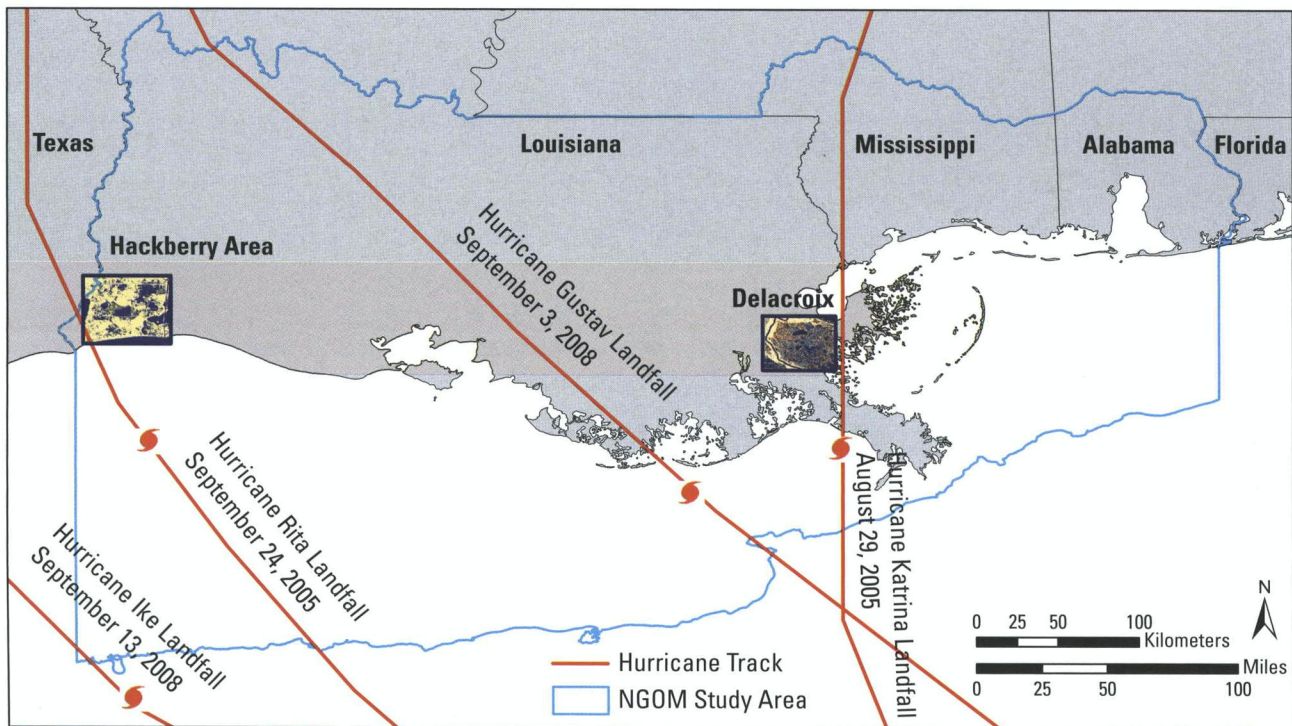 Texas
Louisiana
Mississippi
Alabama
Florida
Hackberry Area
Delacroix
Hurricane Gustav Landfall
September 3, 2008
Hurricane Rita Landfall
September 24, 2005
Hurricane Ike Landfall
September 13, 2008
Hurricane Katrina Landfall
August 29, 2005
Hurricane Track
NGOM Study Area
N
0 25 50 100
Kilometers
Miles
0 25 50 100